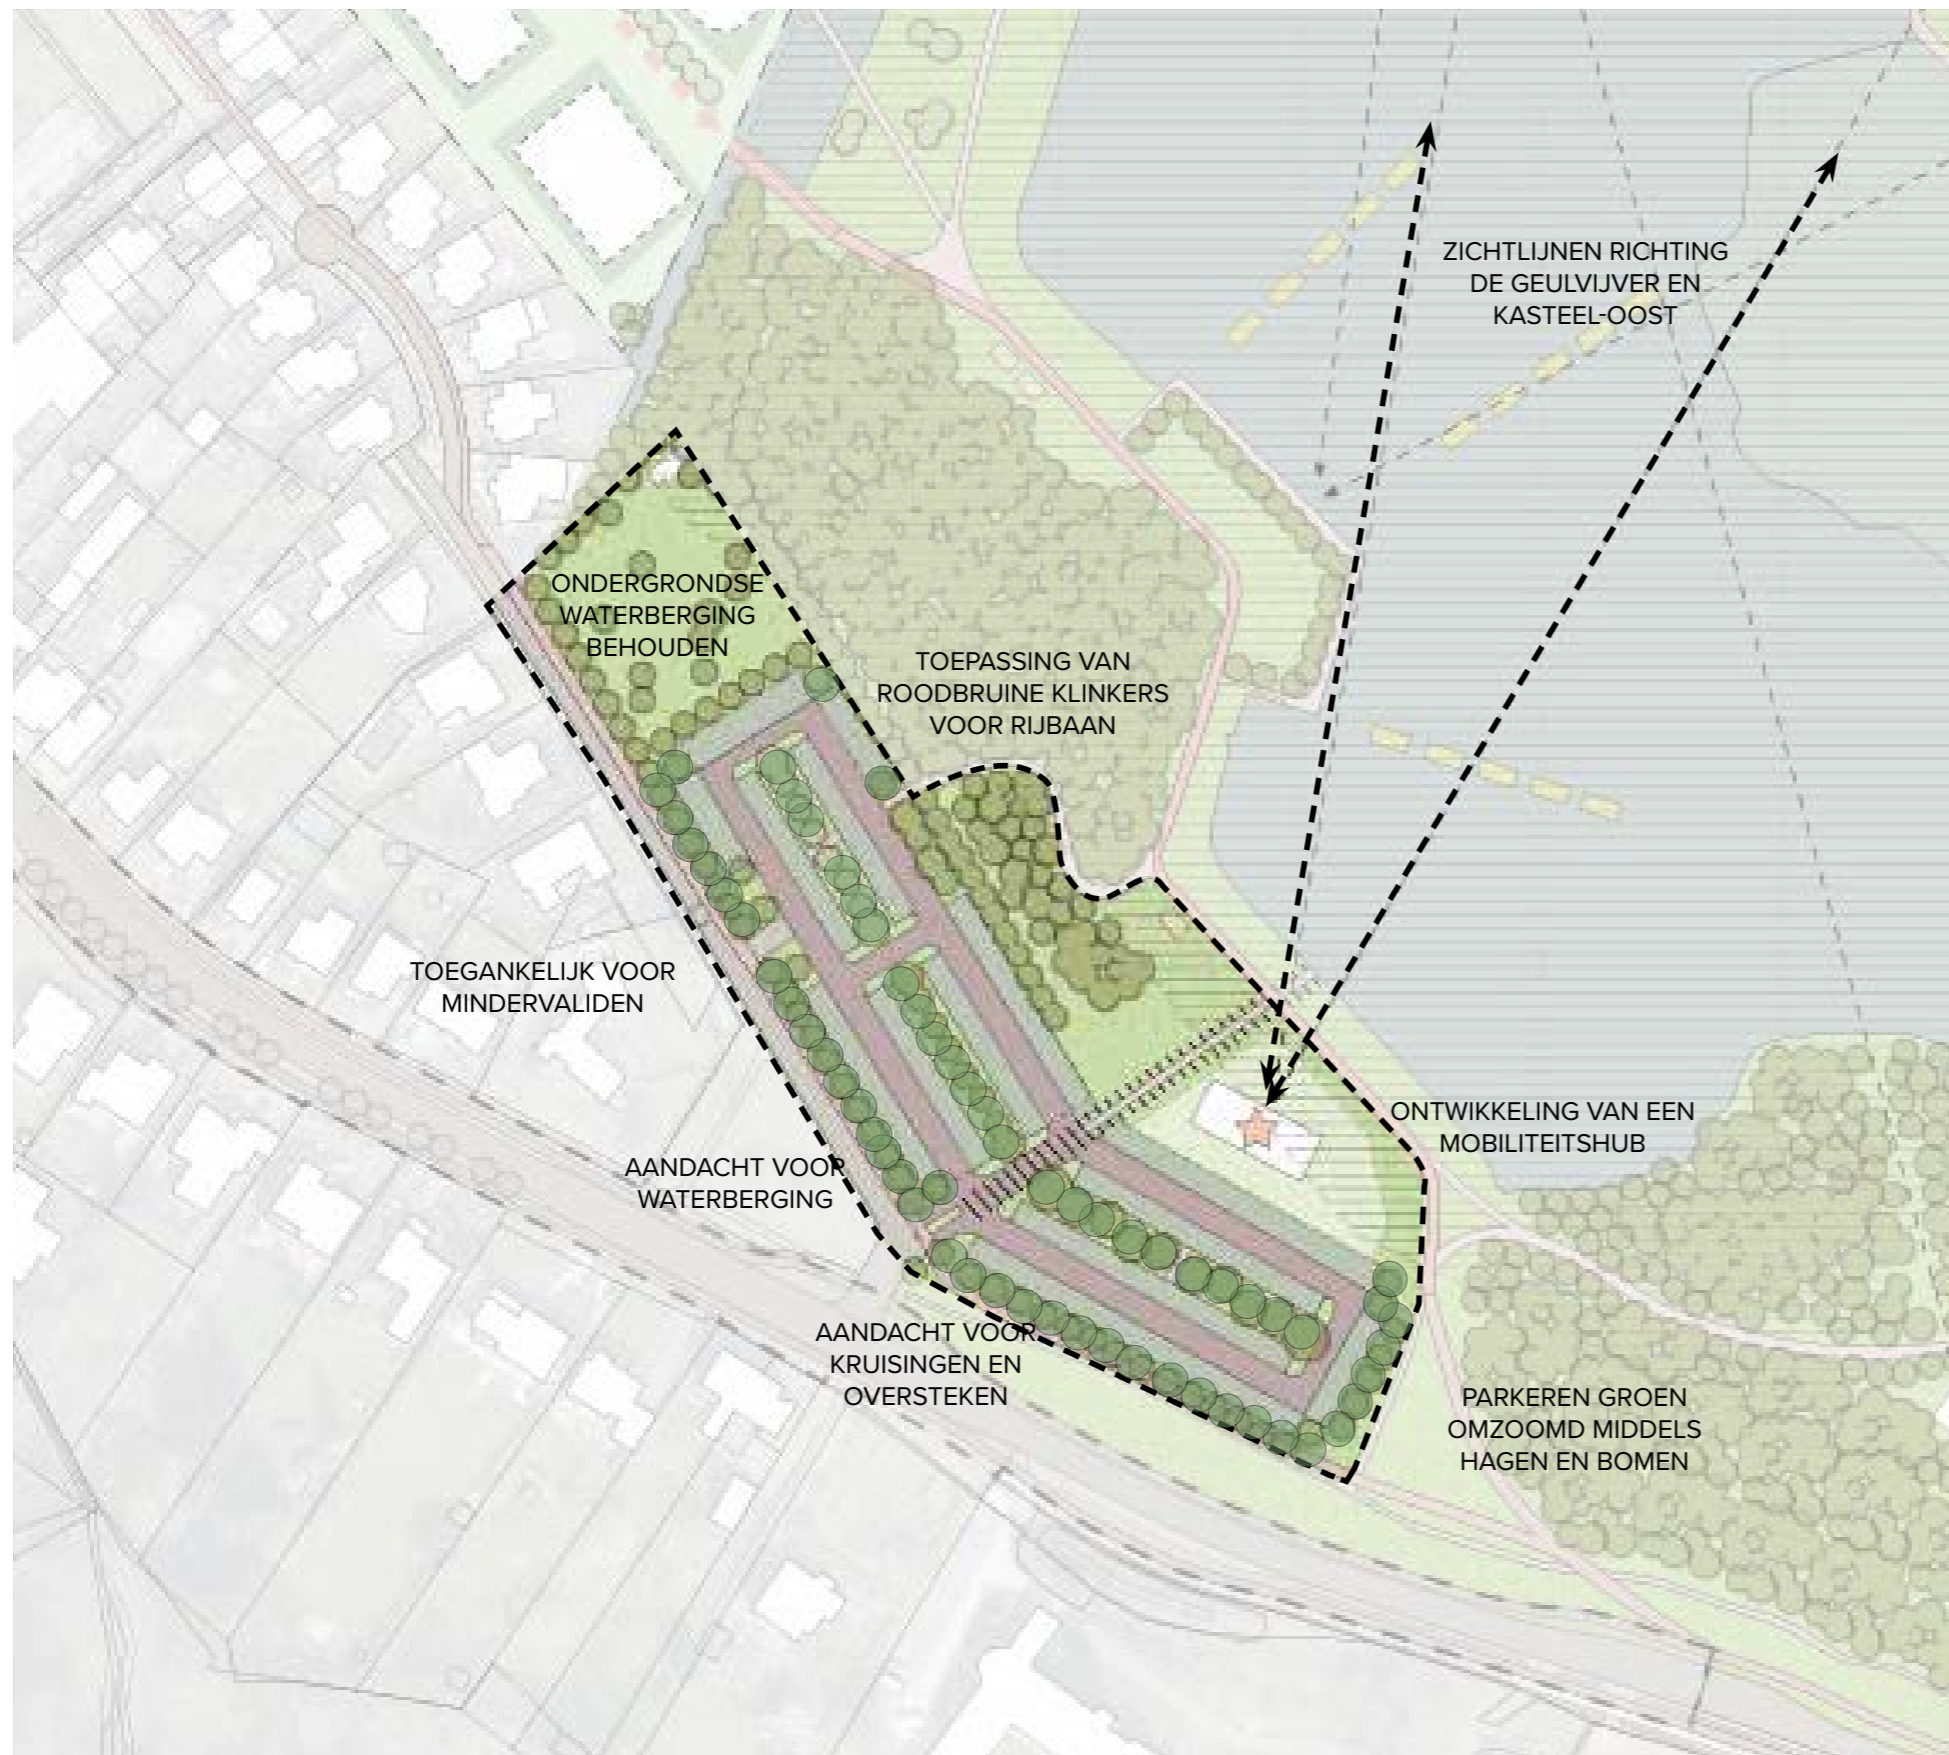 ZICHTLIJNEN RICHTING
DE GEULVIJVER EN
KASTEEL-OOST
ONDERGRONDSE
WATERBERGING
BEHOUDEN
TOEPASSING VAN
ROODBRUINE KLINKERS
VOOR RIJBAAN
TOEGANKELIJK VOOR
MINDERVALIDEN
ONTWIKKELING VAN EEN
MOBILITEITSHUB
AANDACHT VOOR
WATERBERGING
AANDACHT VOOR
KRUISINGEN EN
OVERSTEKEN
PARKEREN GROEN
OMZOOMD MIDDELS
HAGEN EN BOMEN